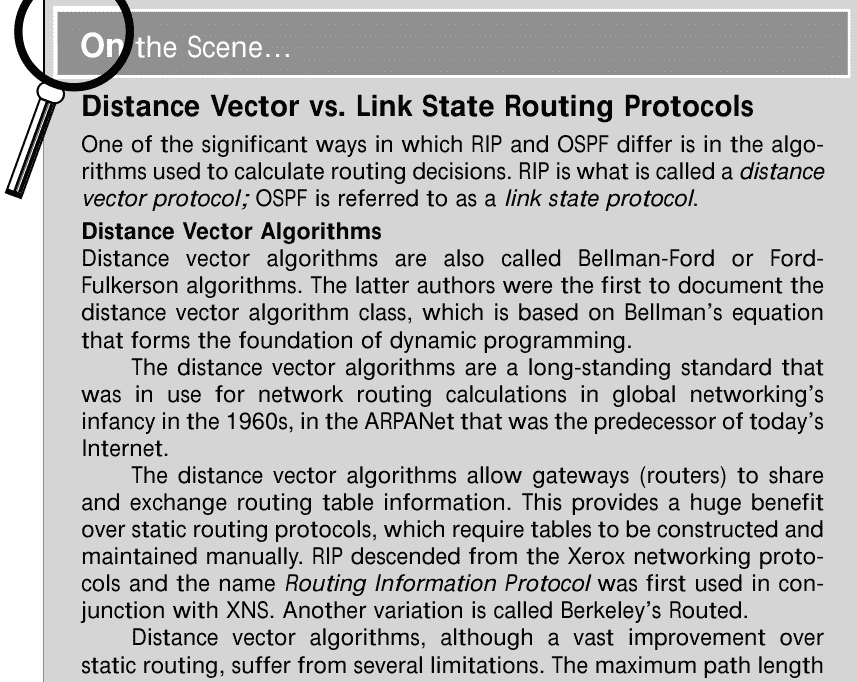 On the Scene...
Distance Vector vs. Link State Routing Protocols
One of the significant ways in which RIP and OSPF differ is in the algo-
rithms used to calculate routing decisions. RIP is what is called a distance
vector protocol; OSPF is referred to as a link state protocol.
Distance Vector Algorithms
Distance vector algorithms are also called Bellman-Ford or Ford-
Fulkerson algorithms. The latter authors were the first to document the
distance vector algorithm class, which is based on Bellman's equation
that forms the foundation of dynamic programming.
The distance vector algorithms are a long-standing standard that
was in use for network routing calculations in global networking's
infancy in the 1960s, in the ARPANet that was the predecessor of today's
Internet.
The distance vector algorithms allow gateways (routers) to share
and exchange routing table information. This provides a huge benefit
over static routing protocols, which require tables to be constructed and
maintained manually. RIP descended from the Xerox networking proto-
cols and the name Routing Information Protocol was first used in con-
junction with XNS. Another variation is called Berkeley's Routed.
Distance vector algorithms, although a vast improvement over
static routing, suffer from several limitations. The maximum path length